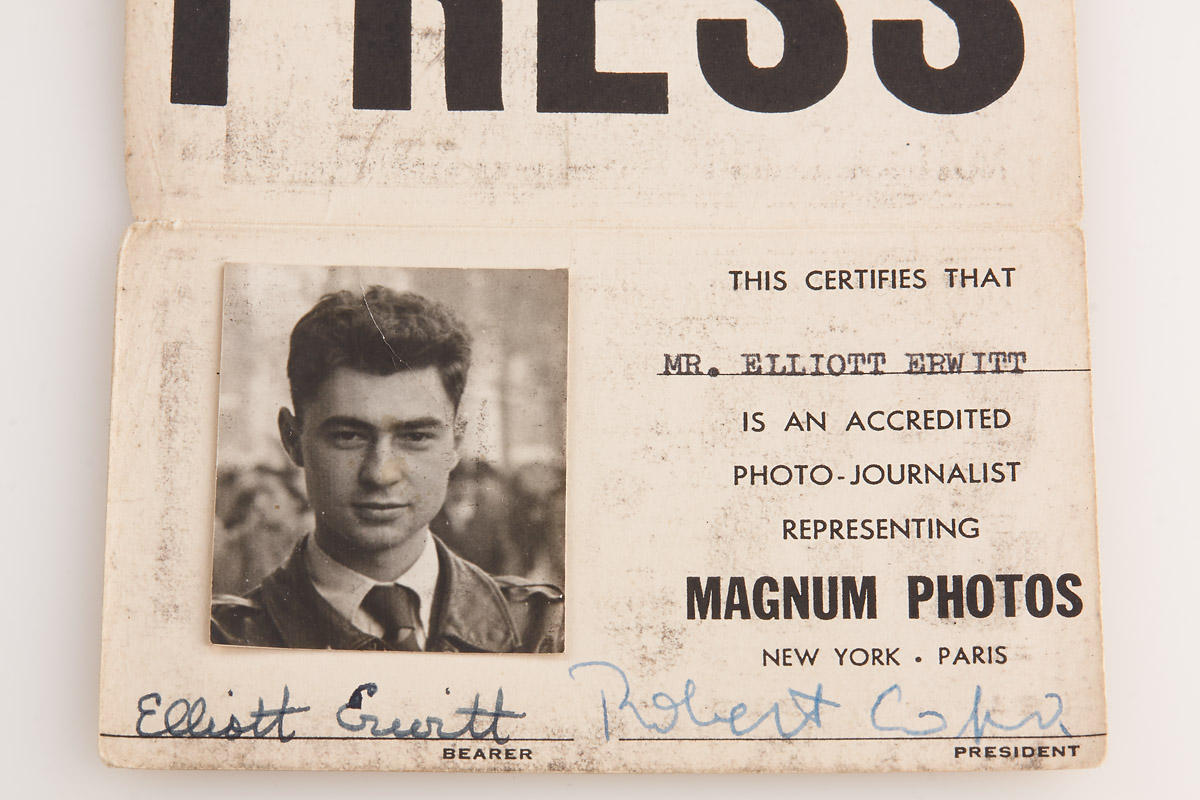 PRESS
THIS CERTIFIES THAT
MR. ELLIOTT ERWITT
IS AN ACCREDITED
PHOTO-JOURNALIST
REPRESENTING
MAGNUM PHOTOS
NEW YORK • PARIS
Elliott Erwitt Robert Capa
BEARER PRESIDENT